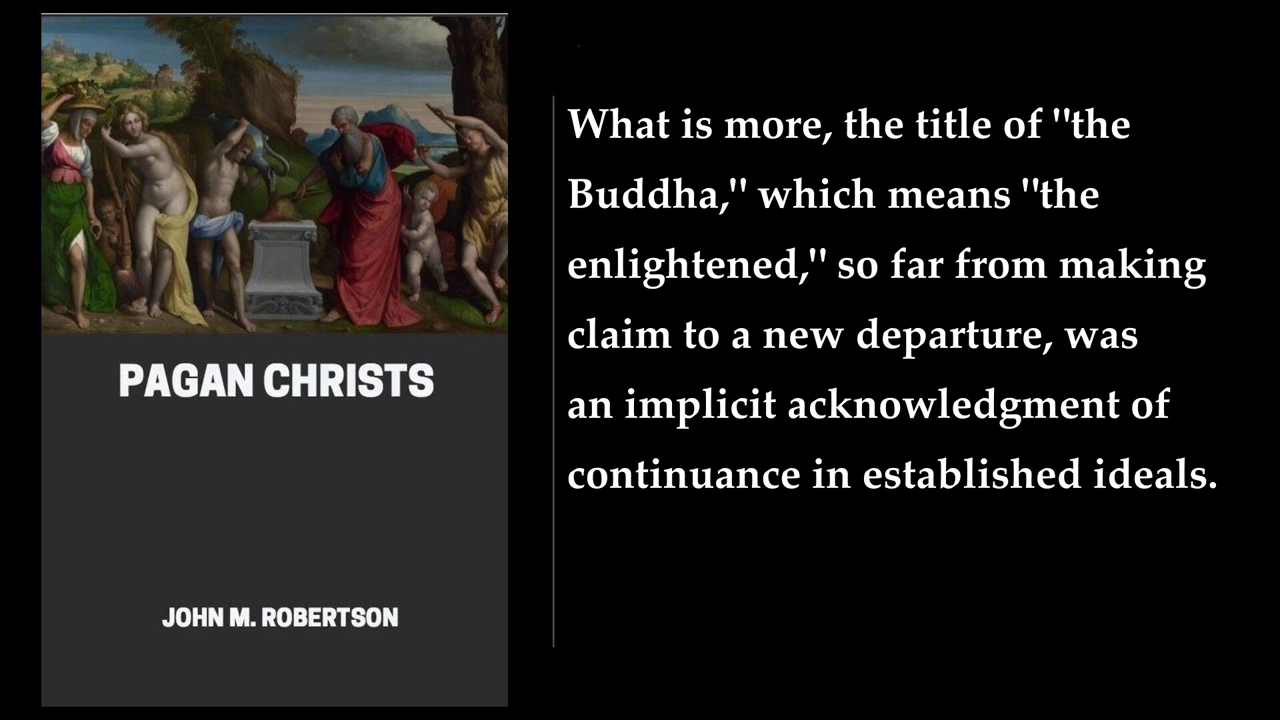 PAGAN CHRISTS
JOHN M. ROBERTSON
What is more, the title of "the
Buddha," which means "the
enlightened," so far from making
claim to a new departure, was
an implicit acknowledgment of
continuance in established ideals.